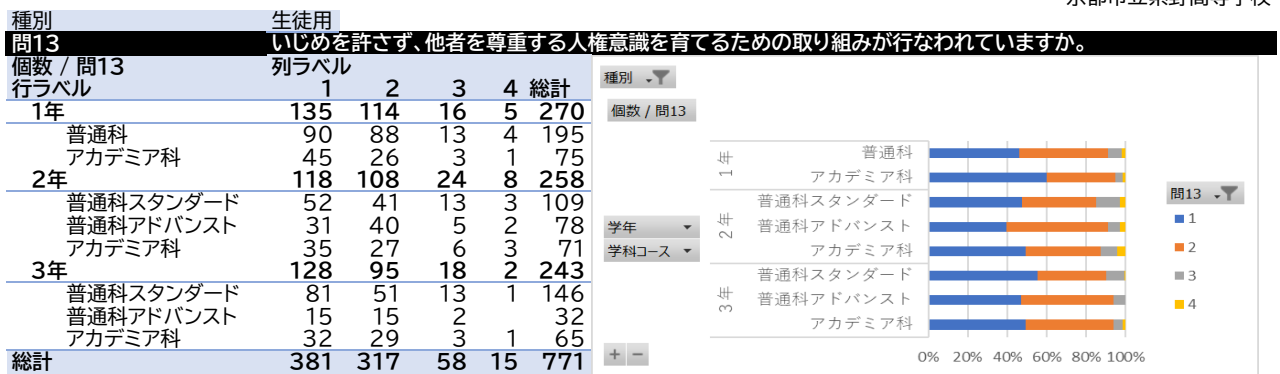 種別 生徒用
問13 いじめを許さず、他者を尊重する人権意識を育てるための取り組みが行なわれていますか。
個数 / 問13 列ラベル
行ラベル 1 2 3 4 総計
1年 135 114 16 5 270
普通科 90 88 13 4 195
アカデミア科 45 26 3 1 75
2年 118 108 24 8 258
普通科スタンダード 52 41 13 3 109
普通科アドバンスト 31 40 5 2 78
アカデミア科 35 27 6 3 71
3年 128 95 18 2 243
普通科スタンダード 81 51 13 1 146
普通科アドバンスト 15 15 2 32
アカデミア科 32 29 3 1 65
総計 381 317 58 15 771
種別
個数 / 問13
学年
学科コース
1年
普通科
アカデミア科
2年
普通科スタンダード
普通科アドバンスト
アカデミア科
3年
普通科スタンダード
普通科アドバンスト
アカデミア科
0% 20% 40% 60% 80% 100%
問13
1
2
3
4
+ −